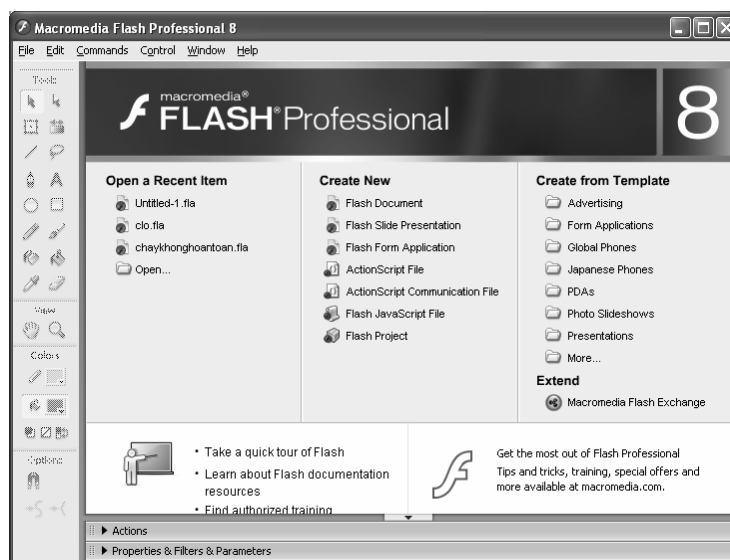 Macromedia Flash Professional 8
File Edit Commands Control Window Help
Tools
macromedia®
FLASH® Professional
8
Open a Recent Item
Untitled-1.fla
clo.fla
chaykhonghoantoan.fla
Open...
Create New
Flash Document
Flash Slide Presentation
Flash Form Application
ActionScript File
ActionScript Communication File
Flash JavaScript File
Flash Project
Create from Template
Advertising
Form Applications
Global Phones
Japanese Phones
PDAs
Photo Slideshows
Presentations
More...
Extend
Macromedia Flash Exchange
View
Colors
Options
• Take a quick tour of Flash
• Learn about Flash documentation
resources
• Find authorized training
Get the most out of Flash Professional
Tips and tricks, training, special offers and
more available at macromedia.com.
Actions
Properties & Filters & Parameters